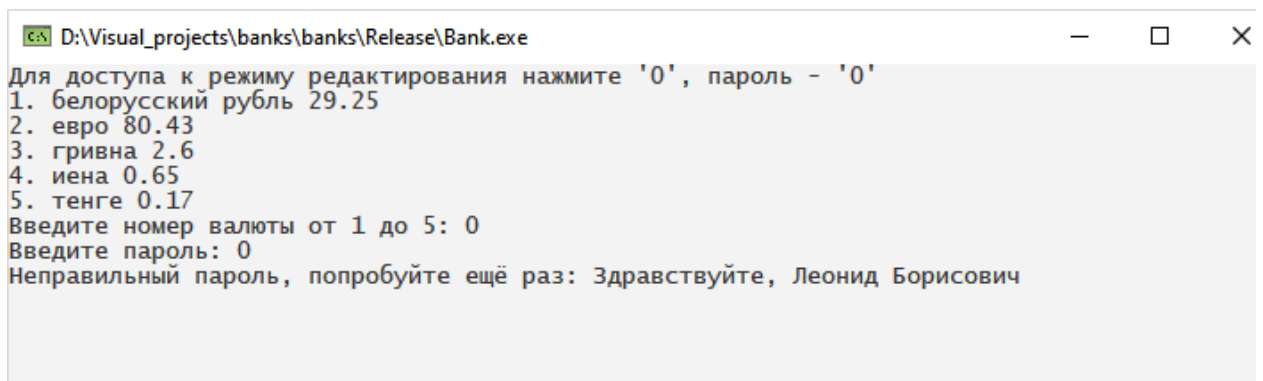 D:\Visual_projects\banks\banks\Release\Bank.exe
Для доступа к режиму редактирования нажмите '0', пароль - '0'
1. белорусский рубль 29.25
2. евро 80.43
3. гривна 2.6
4. иена 0.65
5. тенге 0.17
Введите номер валюты от 1 до 5: 0
Введите пароль: 0
Неправильный пароль, попробуйте ещё раз: Здравствуйте, Леонид Борисович